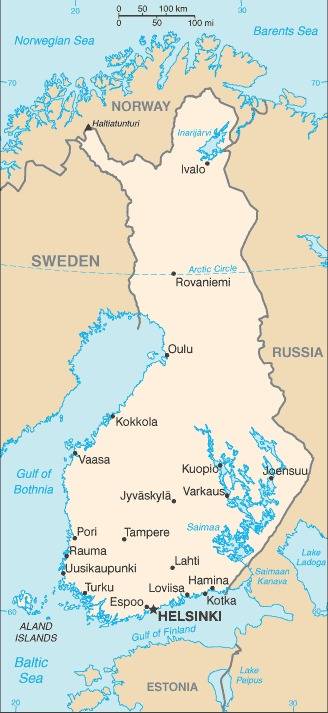 0 50 100 km
0 50 100 mi
20
30
Norwegian Sea
Barents Sea
70
70
NORWAY
Haltiatunturi
Inarijärvi
Ivalo
SWEDEN
Arctic Circle
Rovaniemi
Oulu
RUSSIA
Kokkola
Vaasa
Gulf of
Bothnia
Kuopio
Joensuu
Varkaus
Jyväskylä
Saimaa
Pori
Tampere
Rauma
Lake
Ladoga
Lahti
Uusikaupunki
Saimaan
Kanava
Turku
Hamina
Loviisa
Kotka
Espoo
60
60
HELSINKI
ALAND
ISLANDS
Gulf of Finland
Baltic
Sea
Lake
Peipus
ESTONIA
20
30